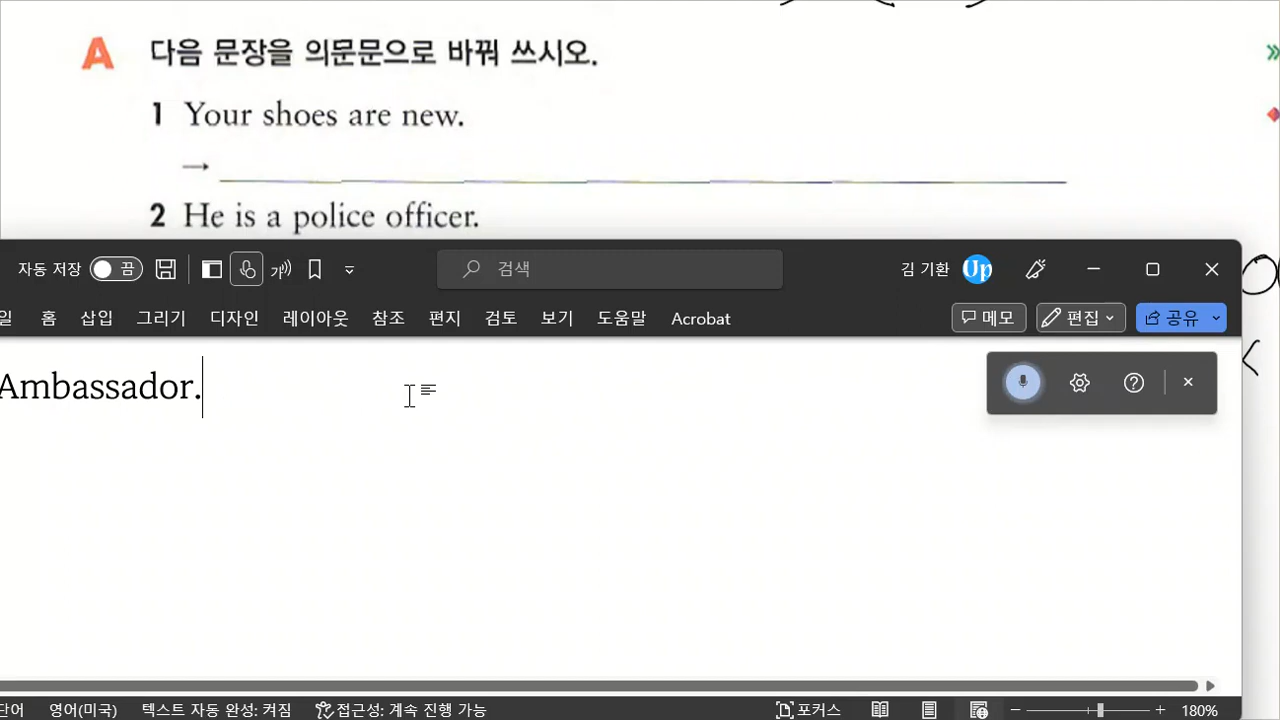 A 다음 문장을 의문문으로 바꿔 쓰시오.
1 Your shoes are new.
→
2 He is a police officer.
자동 저장 끔 가)) 검색 김 기환 Up
일 홈 삽입 그리기 디자인 레이아웃 참조 편지 검토 보기 도움말 Acrobat 메모 편집 공유
Ambassador.
단어 영어(미국) 텍스트 자동 완성: 켜짐 접근성: 계속 진행 가능 포커스 180%